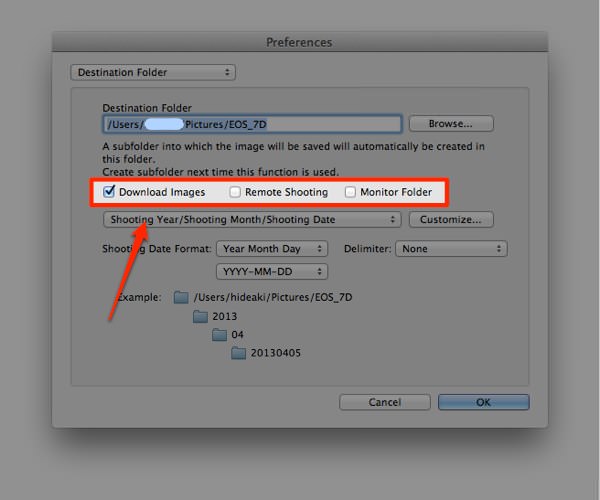 Preferences
Destination Folder
Destination Folder
/Users/ Pictures/EOS_7D
Browse...
A subfolder into which the image will be saved will automatically be created in
this folder.
Create subfolder next time this function is used.
Download Images Remote Shooting Monitor Folder
Shooting Year/Shooting Month/Shooting Date
Customize...
Shooting Date Format: Year Month Day Delimiter: None
YYYY-MM-DD
Example: /Users/hideaki/Pictures/EOS_7D
2013
04
20130405
Cancel OK